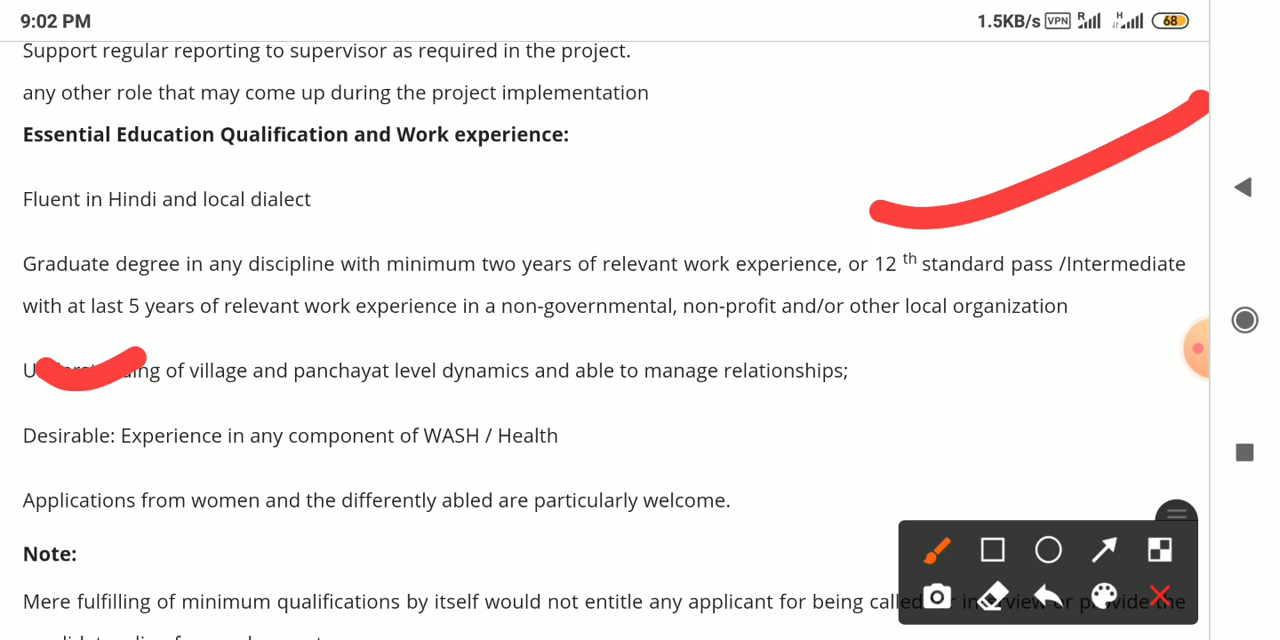 9:02 PM
1.5KB/s VPN R H 68
Support regular reporting to supervisor as required in the project.
any other role that may come up during the project implementation
Essential Education Qualification and Work experience:
Fluent in Hindi and local dialect
Graduate degree in any discipline with minimum two years of relevant work experience, or 12 th standard pass /Intermediate
with at last 5 years of relevant work experience in a non-governmental, non-profit and/or other local organization
of village and panchayat level dynamics and able to manage relationships;
Desirable: Experience in any component of WASH / Health
Applications from women and the differently abled are particularly welcome.
Note:
Mere fulfilling of minimum qualifications by itself would not entitle any applicant for being called the